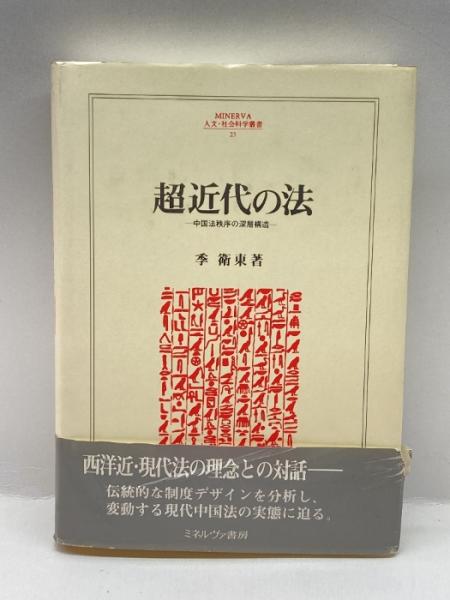 MINERVA
人文・社会科学叢書
23
超近代の法
―中国法秩序の深層構造―
季 衛東著
西洋近・現代法の理念との対話――
伝統的な制度デザインを分析し、
変動する現代中国法の実態に迫る。
ミネルヴァ書房